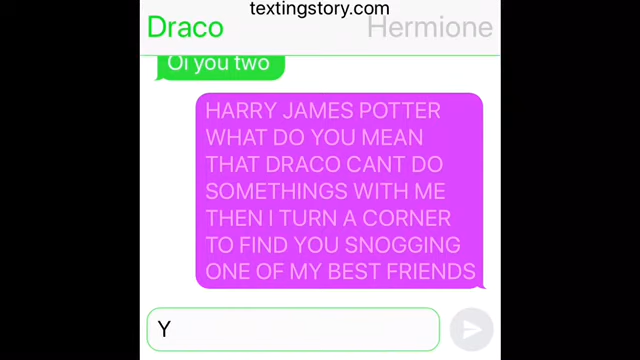 textingstory.com
Draco Hermione
Oi you two
HARRY JAMES POTTER
WHAT DO YOU MEAN
THAT DRACO CANT DO
SOMETHINGS WITH ME
THEN I TURN A CORNER
TO FIND YOU SNOGGING
ONE OF MY BEST FRIENDS
Y